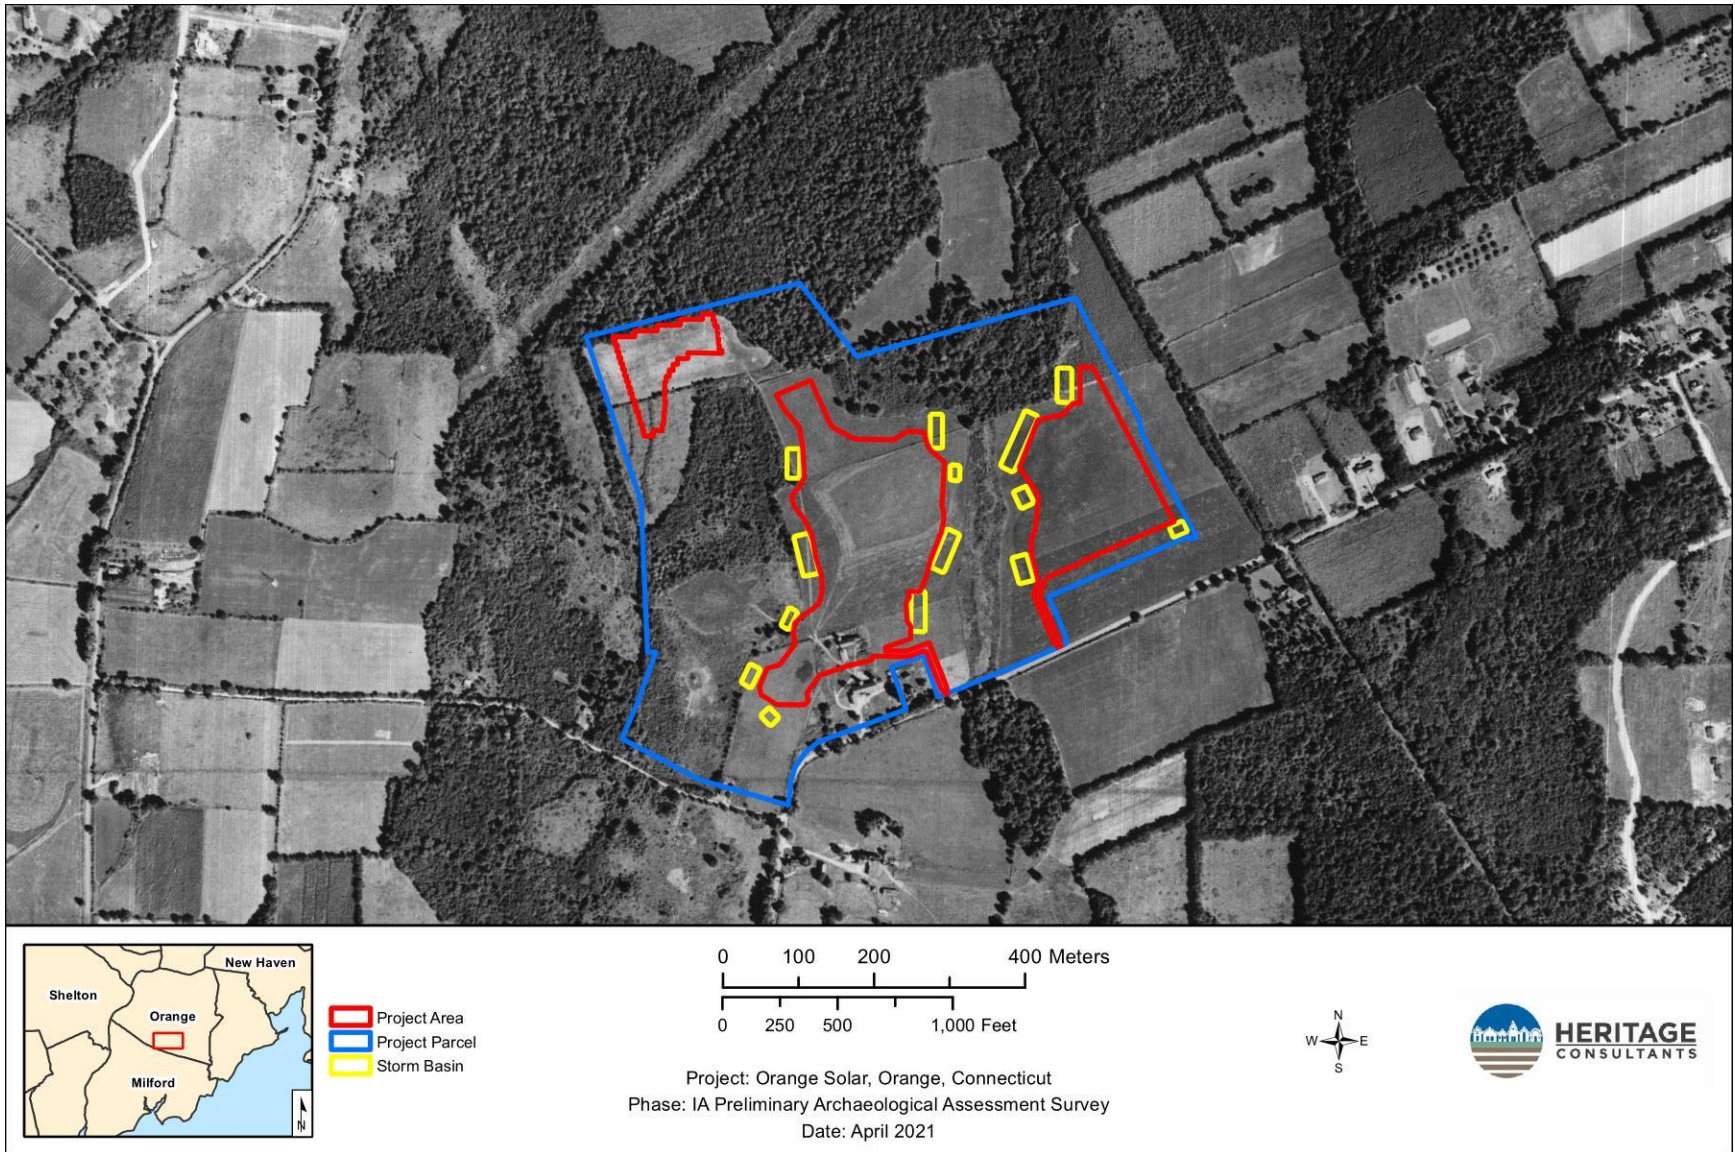 New Haven
Shelton
Orange
Milford
N
Project Area
Project Parcel
Storm Basin
0 100 200 400 Meters
0 250 500 1,000 Feet
Project: Orange Solar, Orange, Connecticut
Phase: IA Preliminary Archaeological Assessment Survey
Date: April 2021
N
W E
S
HERITAGE
CONSULTANTS